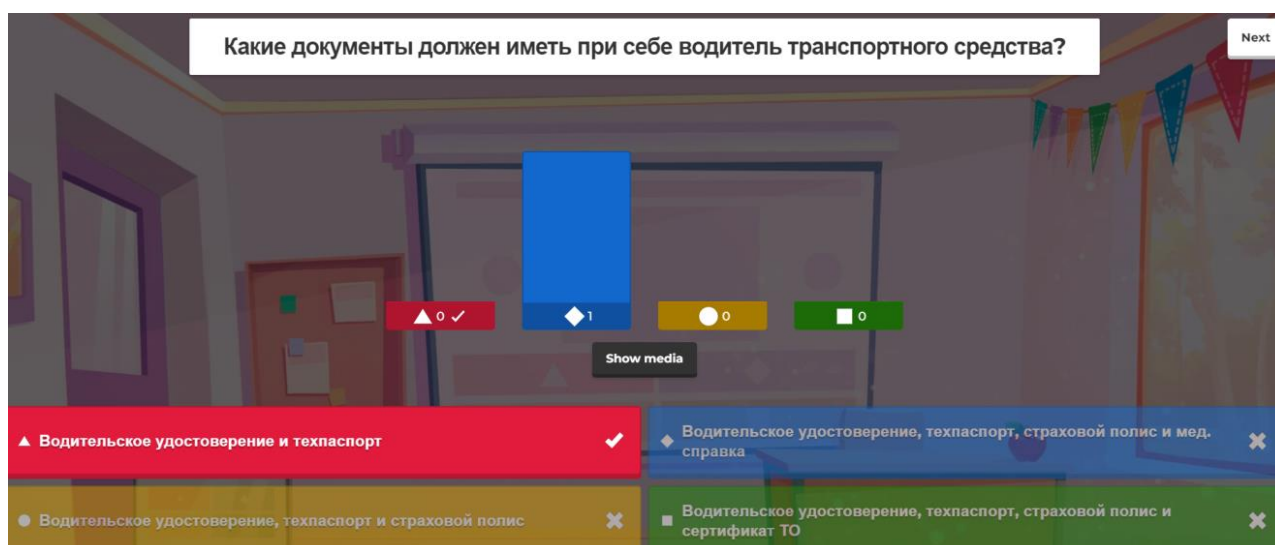 Какие документы должен иметь при себе водитель транспортного средства?
Next
0
1
0
0
Show media
Водительское удостоверение и техпаспорт
Водительское удостоверение, техпаспорт, страховой полис и мед.
справка
Водительское удостоверение, техпаспорт и страховой полис
Водительское удостоверение, техпаспорт, страховой полис и
сертификат ТО